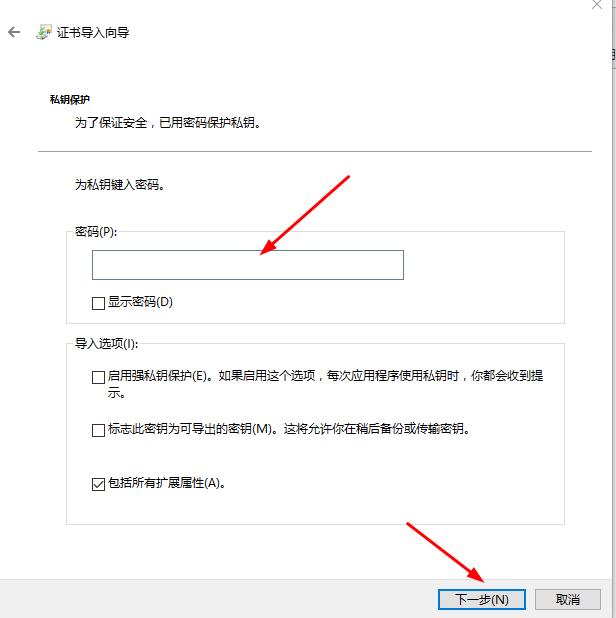 证书导入向导
私钥保护
为了保证安全，已用密码保护私钥。
为私钥键入密码。
密码(P):
显示密码(D)
导入选项(I):
启用强私钥保护(E)。如果启用这个选项，每次应用程序使用私钥时，你都会收到提
示。
标志此密钥为可导出的密钥(M)。这将允许你在稍后备份或传输密钥。
包括所有扩展属性(A)。
下一步(N)
取消